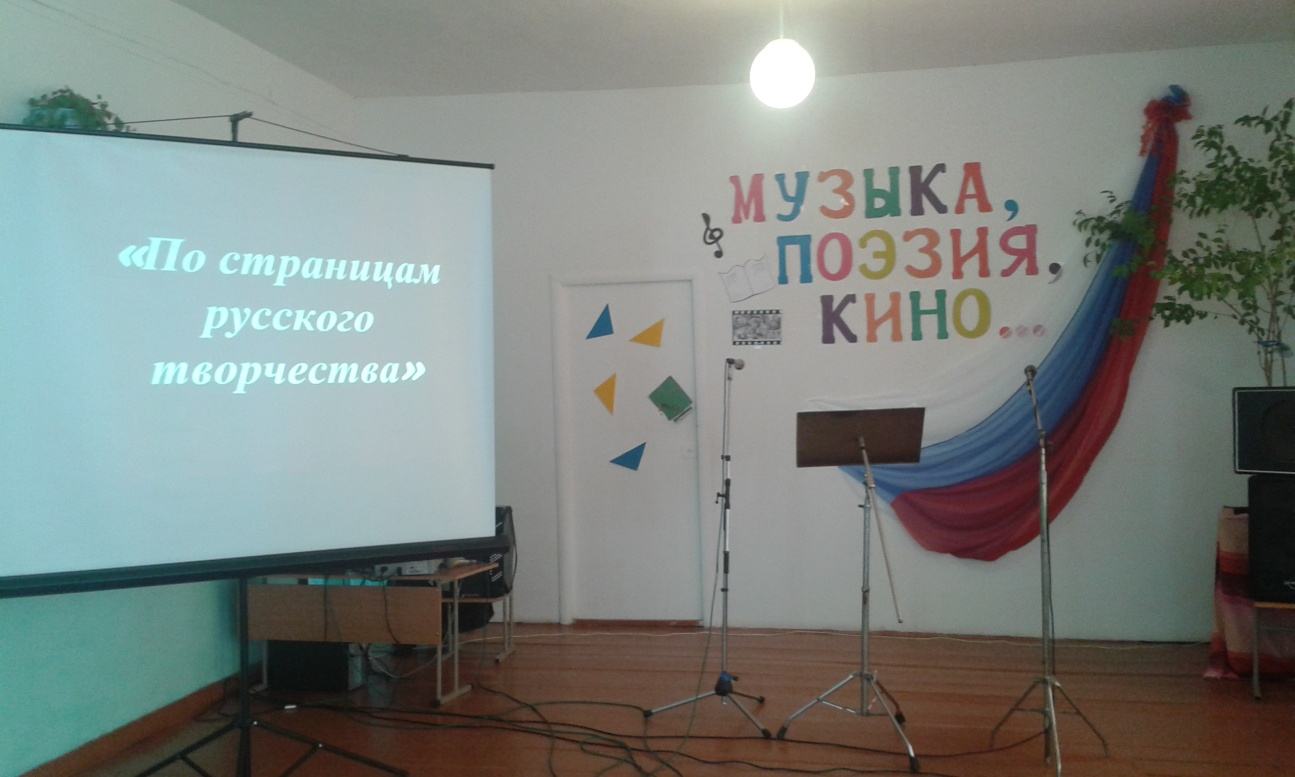 «По страницам
русского
творчества»
МУЗЫКА,
ПОЭЗИЯ,
КИНО...